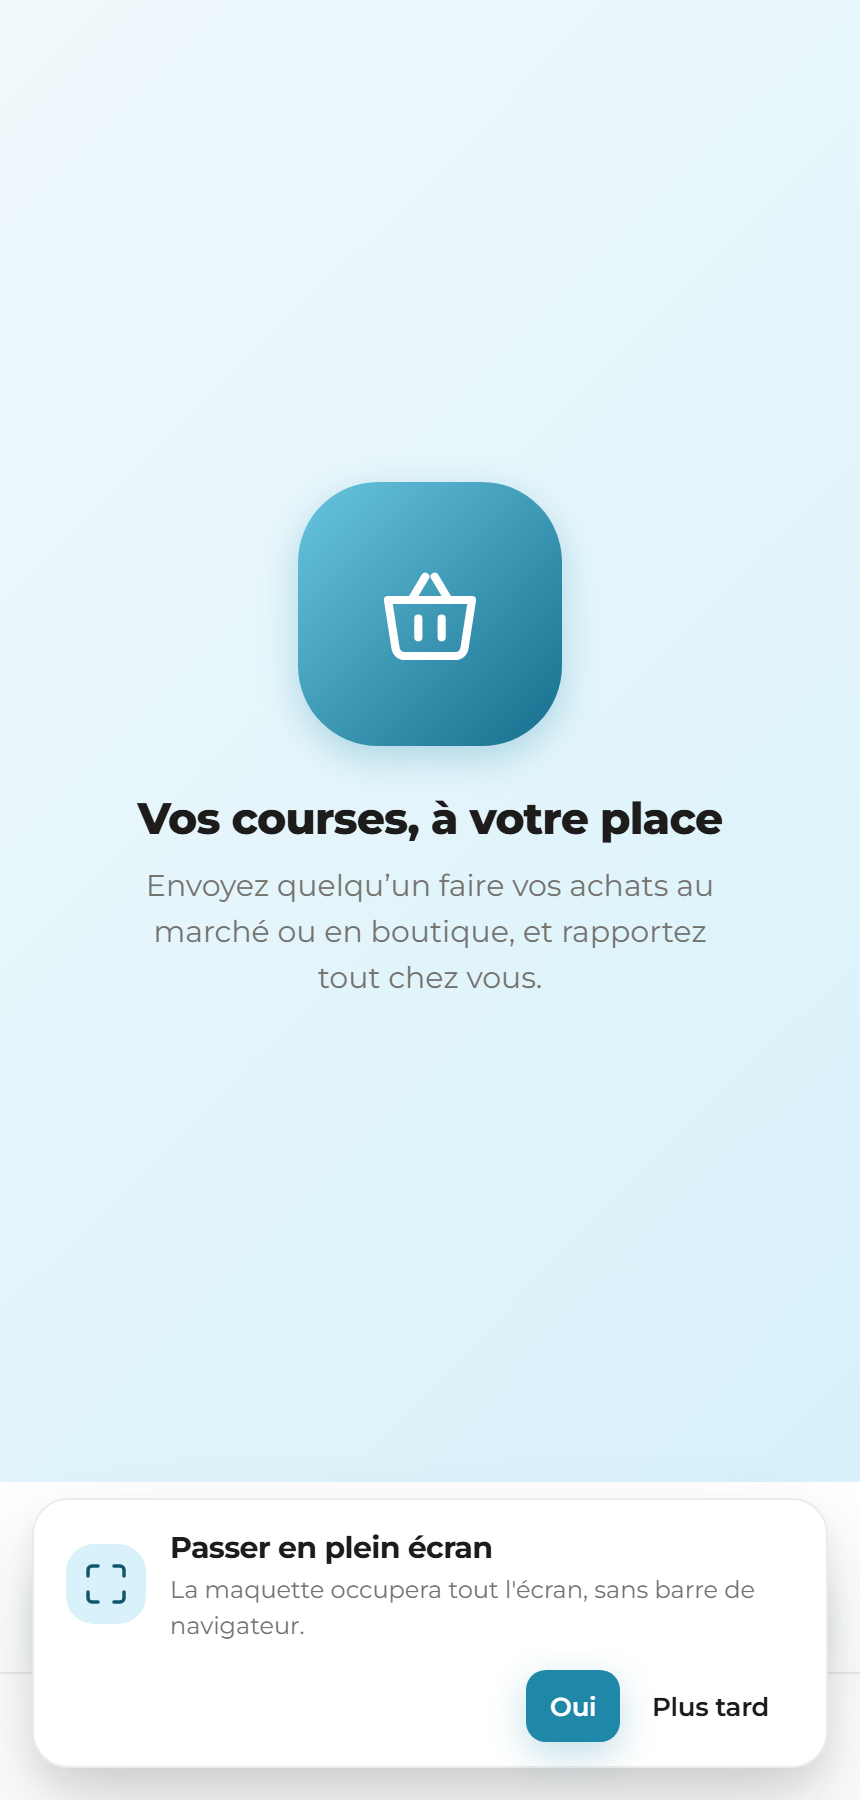 Vos courses, à votre place
Envoyez quelqu’un faire vos achats au
marché ou en boutique, et rapportez
tout chez vous.
Passer en plein écran
La maquette occupera tout l'écran, sans barre de
navigateur.
Oui
Plus tard